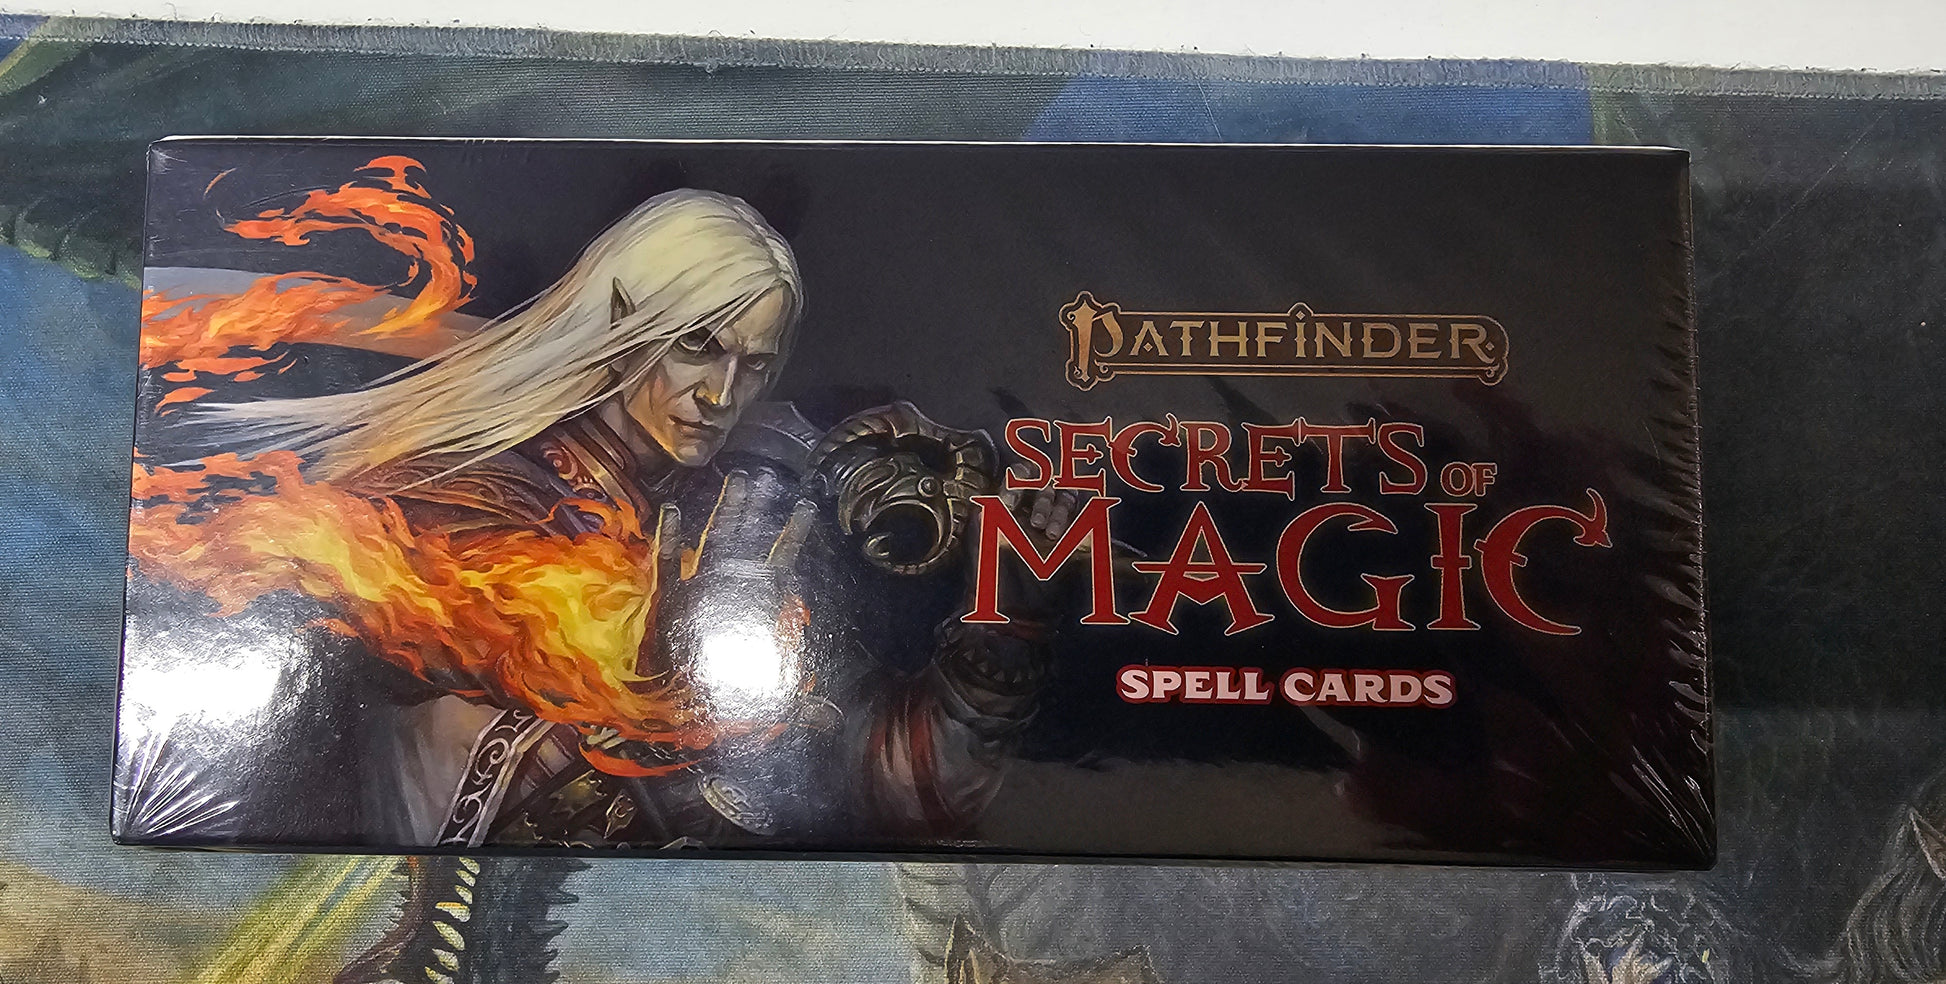 PATHFINDER
SECRETS OF
MAGIC
SPELL CARDS